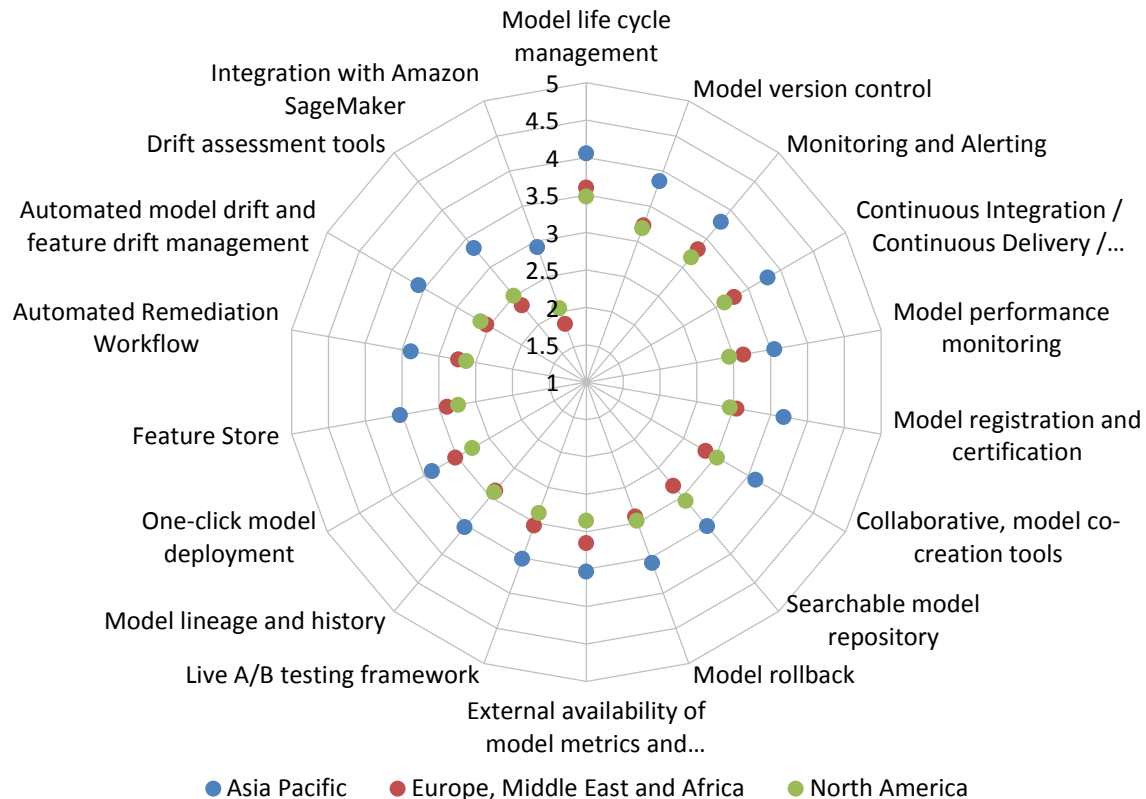 Model life cycle
management
Integration with Amazon
SageMaker
Model version control
Drift assessment tools
Monitoring and Alerting
Automated model drift and
feature drift management
Continuous Integration /
Continuous Delivery /...
Automated Remediation
Workflow
Model performance
monitoring
Feature Store
Model registration and
certification
One-click model
deployment
Collaborative, model co-
creation tools
Model lineage and history
Searchable model
repository
Live A/B testing framework
Model rollback
External availability of
model metrics and...
5
4.5
4
3.5
3
2.5
2
1.5
1
Asia Pacific
Europe, Middle East and Africa
North America